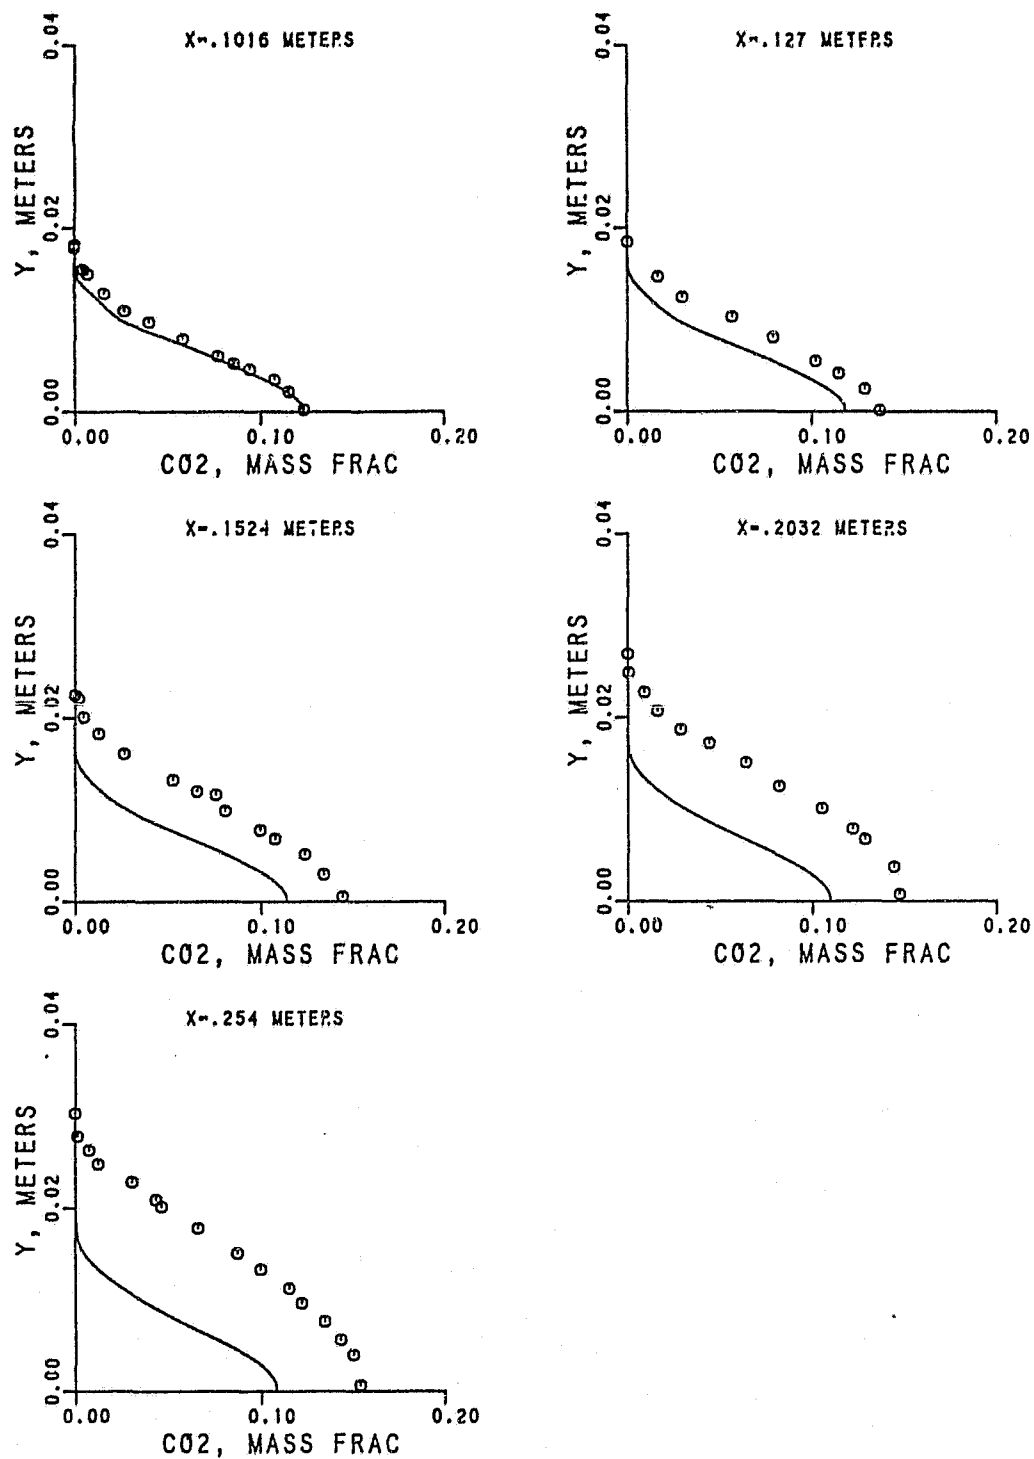 X=.1016 METERS
0.04
Y, METERS
0.02
0.00
0.00 0.10 0.20
CO2, MASS FRAC
X=.127 METERS
0.04
Y, METERS
0.02
0.00
0.00 0.10 0.20
CO2, MASS FRAC
X=.1524 METERS
0.04
Y, METERS
0.02
0.00
0.00 0.10 0.20
CO2, MASS FRAC
X=.2032 METERS
0.04
Y, METERS
0.02
0.00
0.00 0.10 0.20
CO2, MASS FRAC
X=.254 METERS
0.04
Y, METERS
0.02
0.00
0.00 0.10 0.20
CO2, MASS FRAC